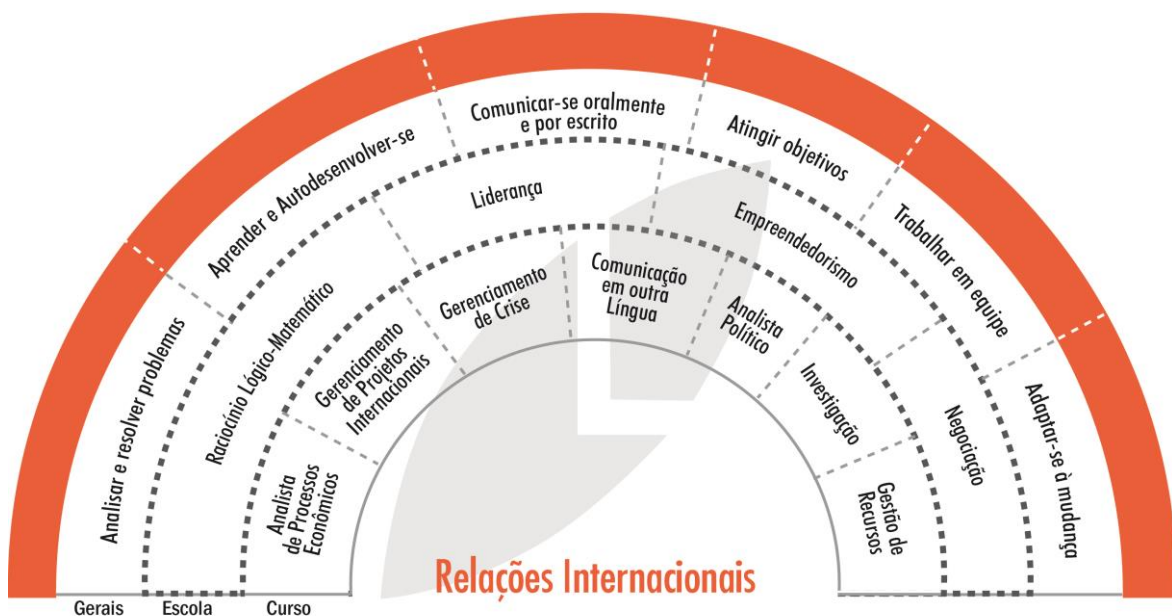 Analisar e resolver problemas
Aprender e Autodesenvolver-se
Comunicar-se oralmente
e por escrito
Atingir objetivos
Trabalhar em equipe
Adaptar-se à mudança
Raciocínio Lógico-Matemático
Liderança
Empreendedorismo
Negociação
Analista
de Processos
Econômicos
Gerenciamento
de Projetos
Internacionais
Gerenciamento
de Crise
Comunicação
em outra
Língua
Analista
Político
Investigação
Gestão de
Recursos
Relações Internacionais
Gerais
Escola
Curso